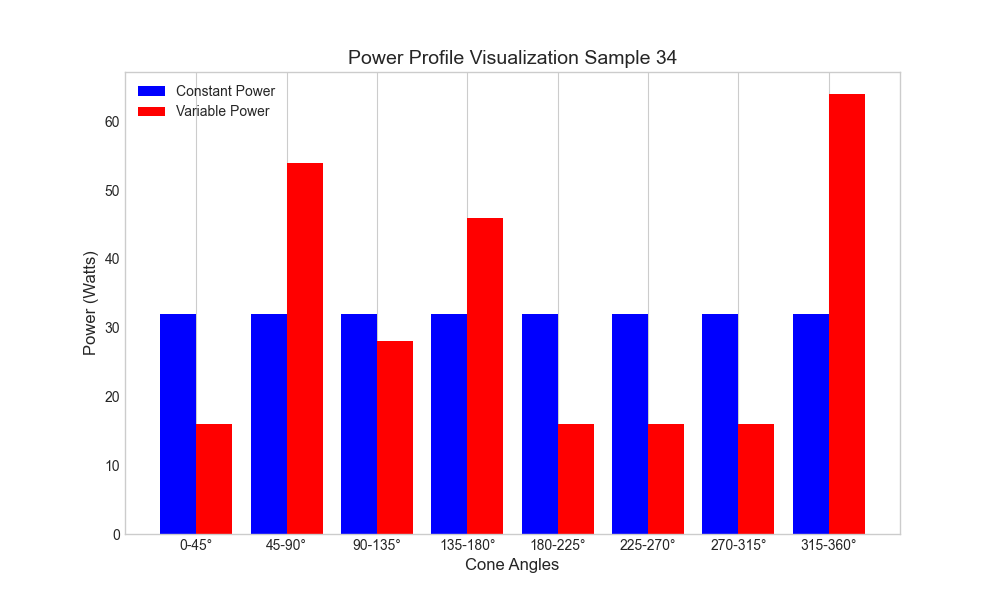 Power Profile Visualization Sample 34
Constant Power
Variable Power
Power (Watts)
60
50
40
30
20
10
0
0-45° 45-90° 90-135° 135-180° 180-225° 225-270° 270-315° 315-360°
Cone Angles